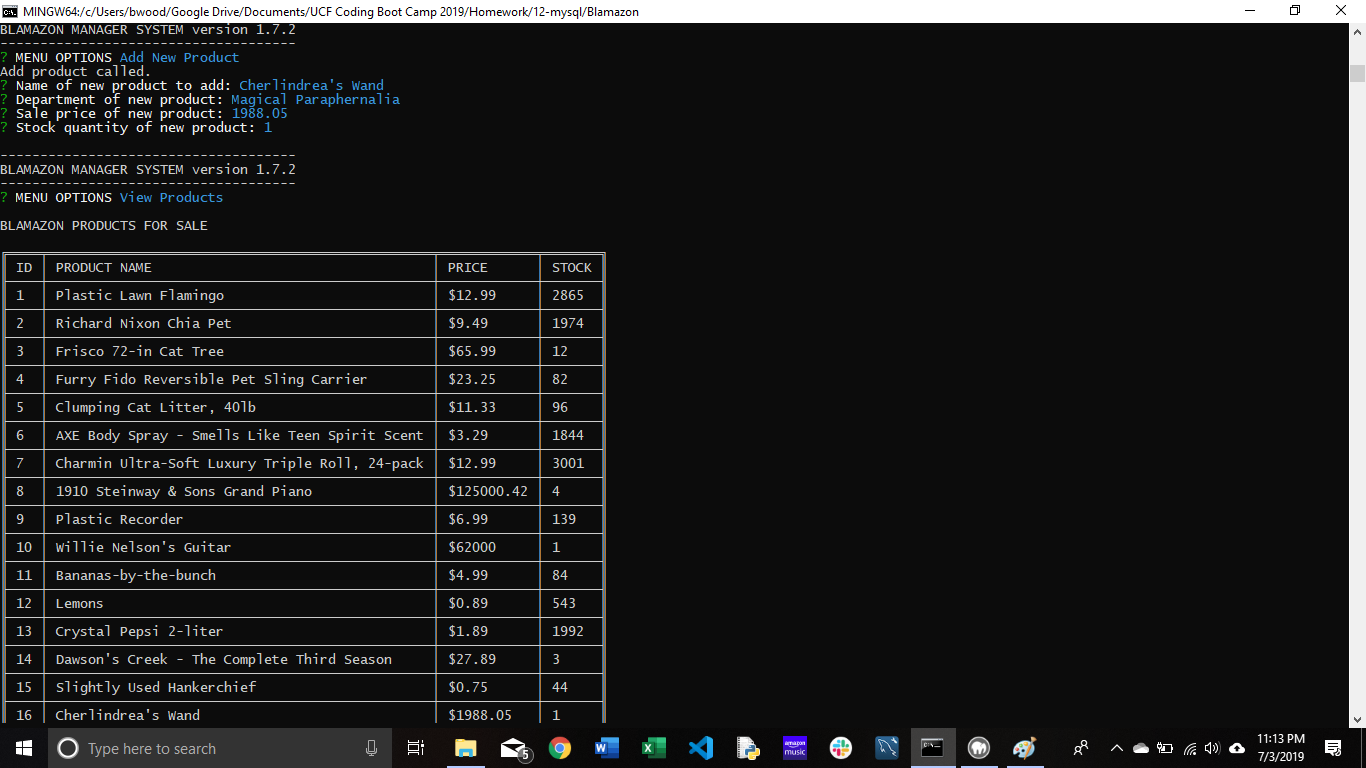 MINGW64:/c/Users/bwood/Google Drive/Documents/UCF Coding Boot Camp 2019/Homework/12-mysql/Blamazon
BLAMAZON MANAGER SYSTEM version 1.7.2
-------------------------------------
? MENU OPTIONS Add New Product
Add product called.
? Name of new product to add: Cherlindrea's Wand
? Department of new product: Magical Paraphernalia
? Sale price of new product: 1988.05
? Stock quantity of new product: 1
-------------------------------------
BLAMAZON MANAGER SYSTEM version 1.7.2
-------------------------------------
? MENU OPTIONS View Products
BLAMAZON PRODUCTS FOR SALE
ID PRODUCT NAME PRICE STOCK
1 Plastic Lawn Flamingo $12.99 2865
2 Richard Nixon Chia Pet $9.49 1974
3 Frisco 72-in Cat Tree $65.99 12
4 Furry Fido Reversible Pet Sling Carrier $23.25 82
5 Clumping Cat Litter, 40lb $11.33 96
6 AXE Body Spray - Smells Like Teen Spirit Scent $3.29 1844
7 Charmin Ultra-Soft Luxury Triple Roll, 24-pack $12.99 3001
8 1910 Steinway & Sons Grand Piano $125000.42 4
9 Plastic Recorder $6.99 139
10 Willie Nelson's Guitar $62000 1
11 Bananas-by-the-bunch $4.99 84
12 Lemons $0.89 543
13 Crystal Pepsi 2-liter $1.89 1992
14 Dawson's Creek - The Complete Third Season $27.89 3
15 Slightly Used Hankerchief $0.75 44
16 Cherlindrea's Wand $1988.05 1
Type here to search
5
amazon music
11:13 PM
7/3/2019